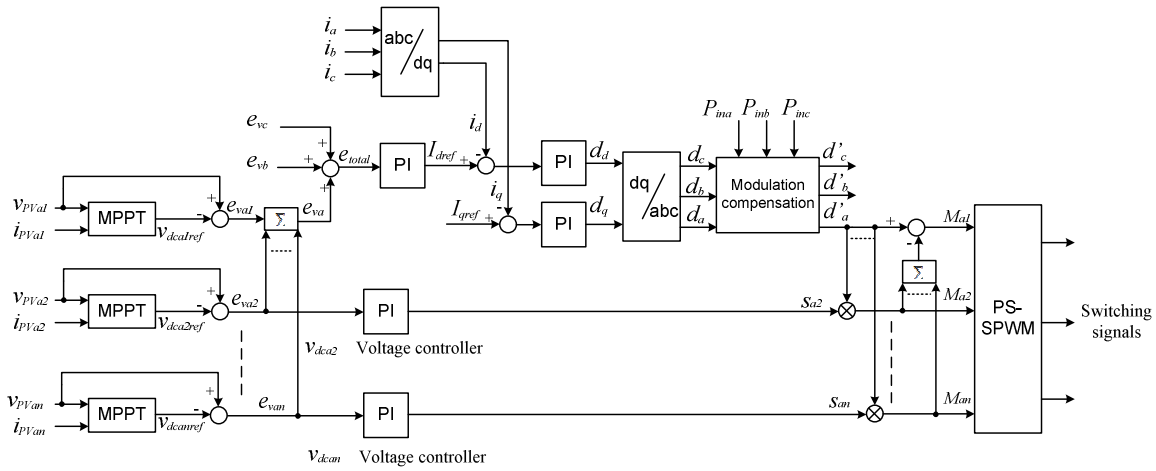 i_a
i_b
i_c
abc
dq
P_ina P_inb P_inc
e_vc
+
i_d
e_vb + e_total PI I_dref + - PI d_d d_c d'_c
+
i_q
dq
abc
d_b
Modulation
compensation
d'_b
v_PVa1
+
e_va1
Σ
e_va
I_qref + - PI d_q d_a d'_a + M_a1
MPPT
-
i_PVa1
v_dca1ref
.....
......
-
Σ
v_PVa2
+
e_va2
PI
s_a2
......
M_a2
MPPT
-
i_PVa2
v_dca2ref
v_dca2
Voltage controller
PS-
SPWM
Switching
signals
v_PVan
+
e_van
PI
s_an
M_an
MPPT
-
i_PVan
v_dcanref
v_dcan
Voltage controller